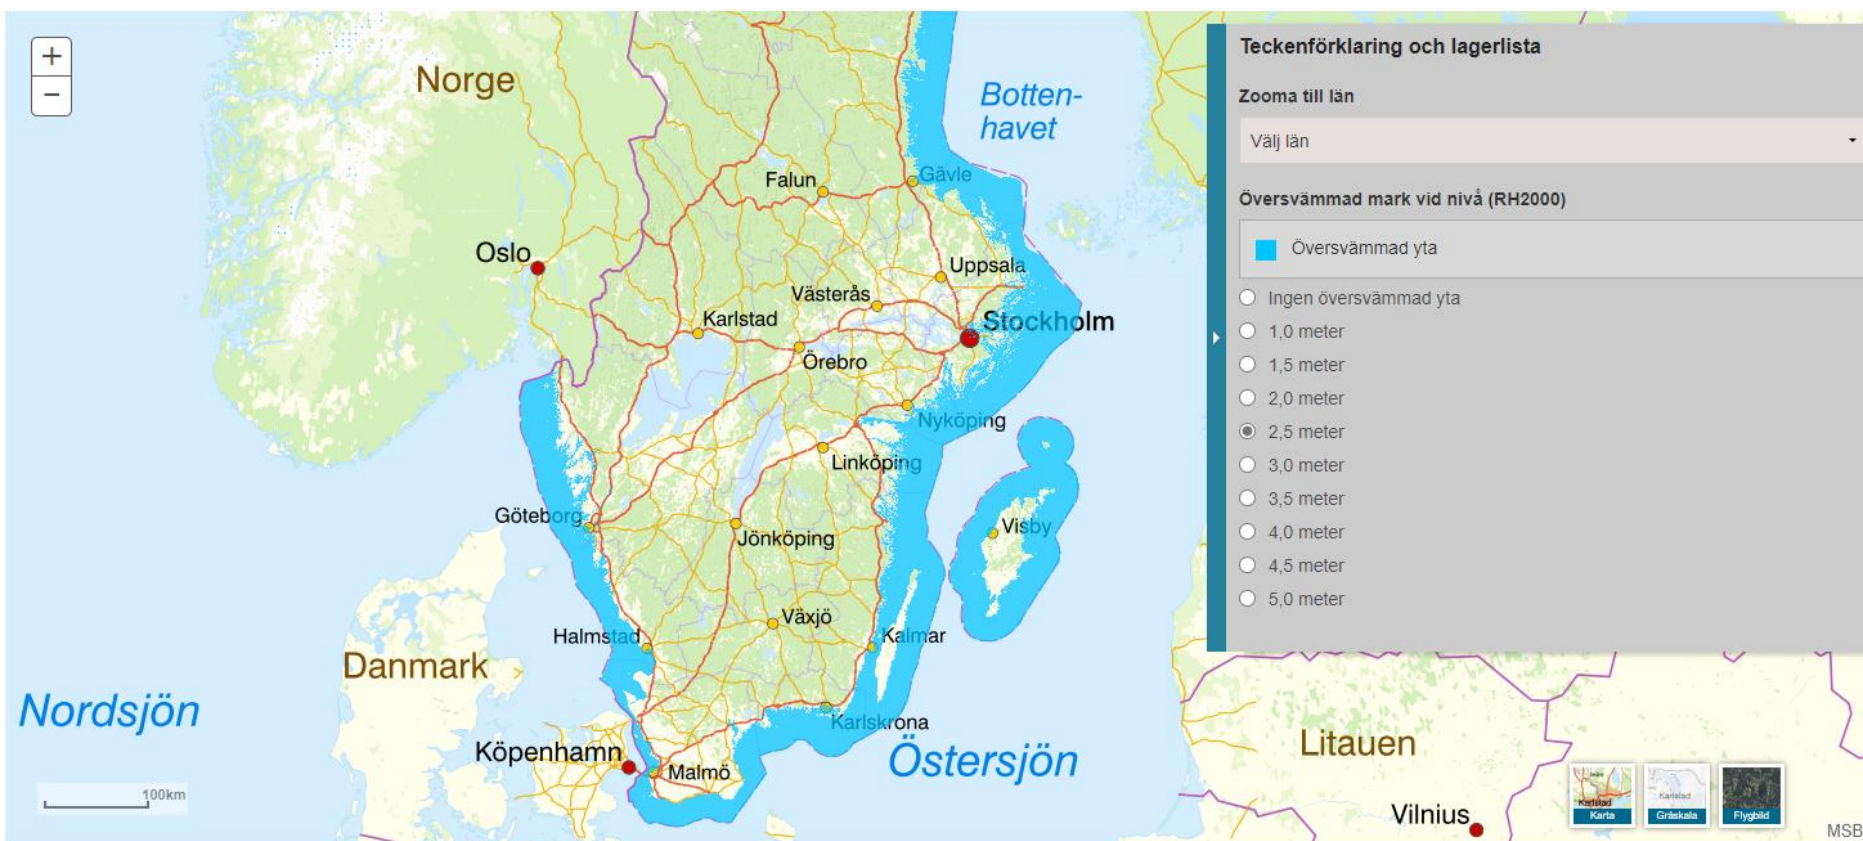 +
−
Norge
Botten-
havet
Falun
Gävle
Oslo
Uppsala
Västerås
Karlstad
Stockholm
Örebro
Nyköping
Linköping
Göteborg
Visby
Jönköping
Växjö
Halmstad
Kalmar
Danmark
Nordsjön
Karlskrona
Köpenhamn
Östersjön
Malmö
Litauen
Vilnius
100km
Teckenförklaring och lagerlista
Zooma till län
Välj län
Översvämmad mark vid nivå (RH2000)
Översvämmad yta
Ingen översvämmad yta
1,0 meter
1,5 meter
2,0 meter
2,5 meter
3,0 meter
3,5 meter
4,0 meter
4,5 meter
5,0 meter
Karlstad
Karta
Karlstad
Gråskala
Flygbild
MSB